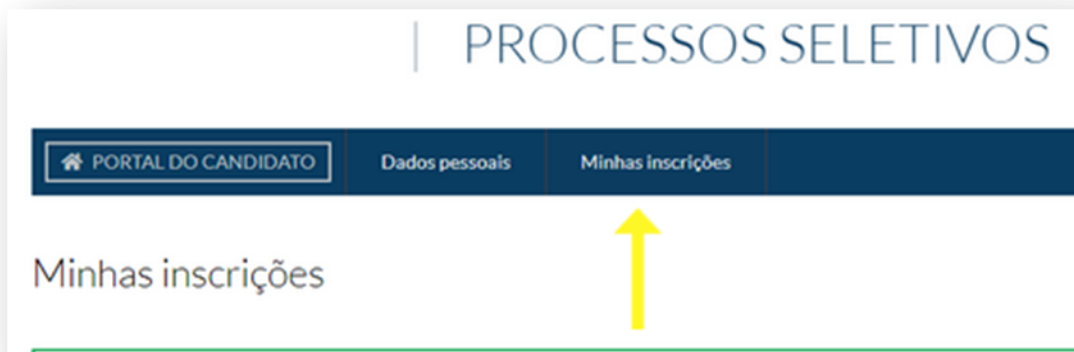 PROCESSOS SELETIVOS
PORTAL DO CANDIDATO Dados pessoais Minhas inscrições
Minhas inscrições